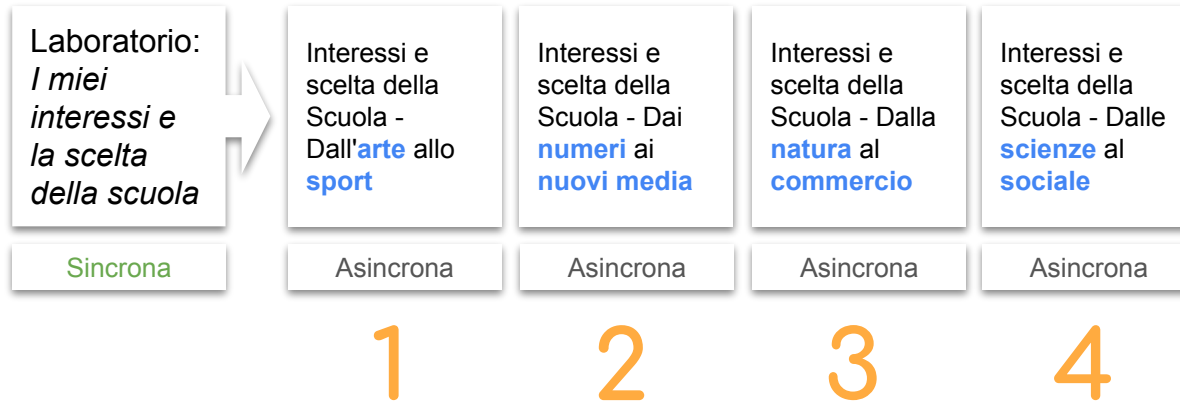 Laboratorio:
I miei
interessi e
la scelta
della scuola
Sincrona
Interessi e
scelta della
Scuola -
Dall'arte allo
sport
Asincrona
1
Interessi e
scelta della
Scuola - Dai
numeri ai
nuovi media
Asincrona
2
Interessi e
scelta della
Scuola - Dalla
natura al
commercio
Asincrona
3
Interessi e
scelta della
Scuola - Dalle
scienze al
sociale
Asincrona
4